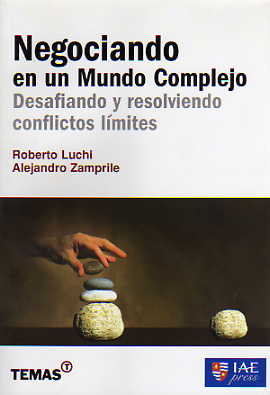 Negociando
en un Mundo Complejo
Desafiando y resolviendo
conflictos límites
Roberto Luchi
Alejandro Zamprile
TEMAS T
IAE
press